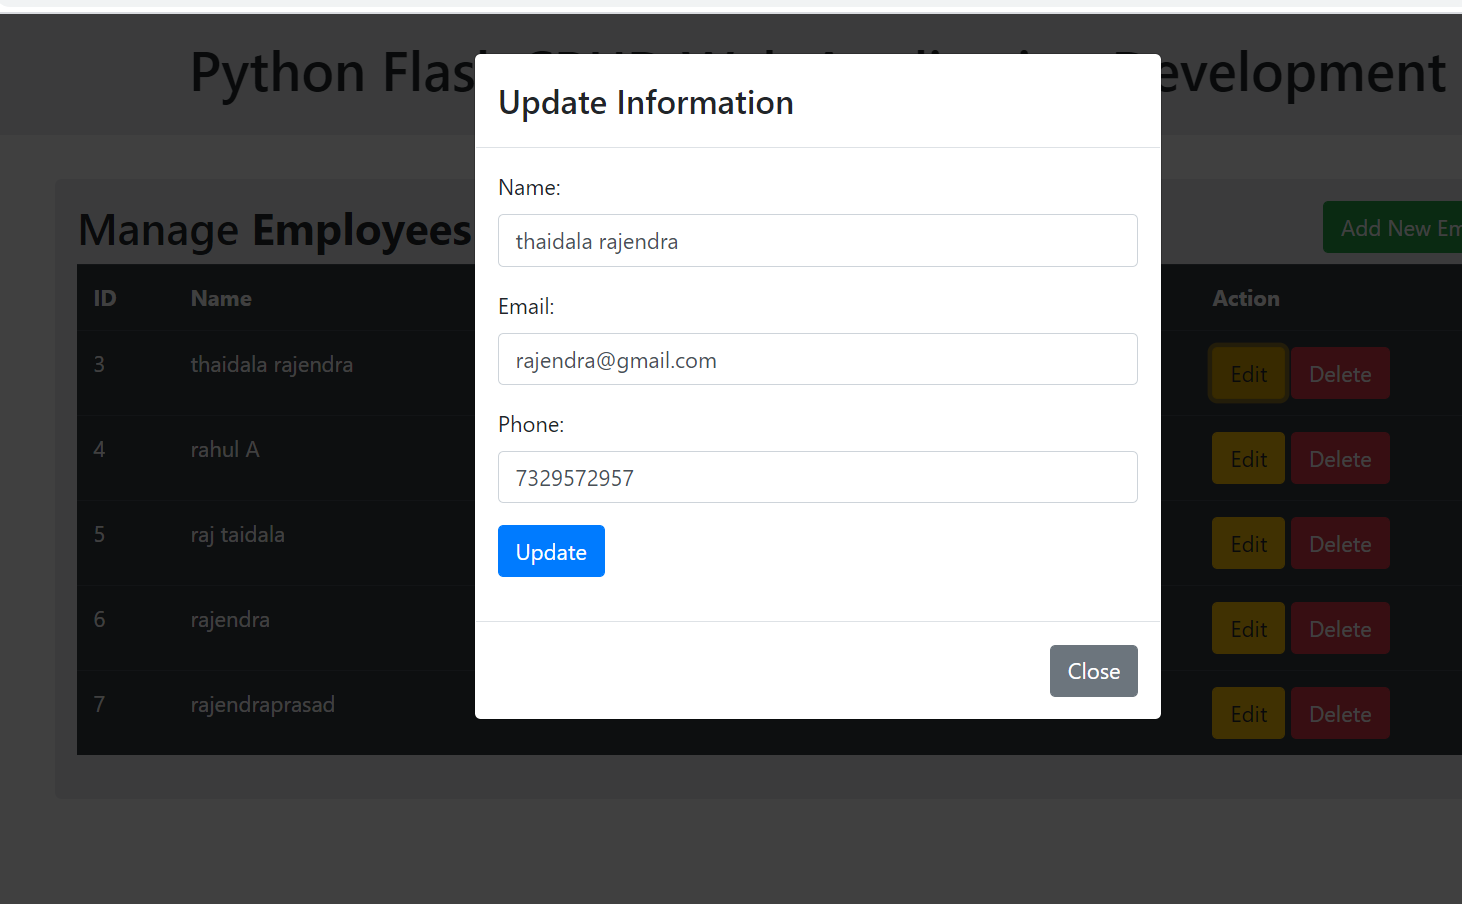 Python Flas
evelopment
Update Information
Name:
thaidala rajendra
Email:
rajendra@gmail.com
Phone:
7329572957
Update
Close
Manage Employees
Add New Em
ID Name Action
3 thaidala rajendra Edit Delete
4 rahul A Edit Delete
5 raj taidala Edit Delete
6 rajendra Edit Delete
7 rajendraprasad Edit Delete